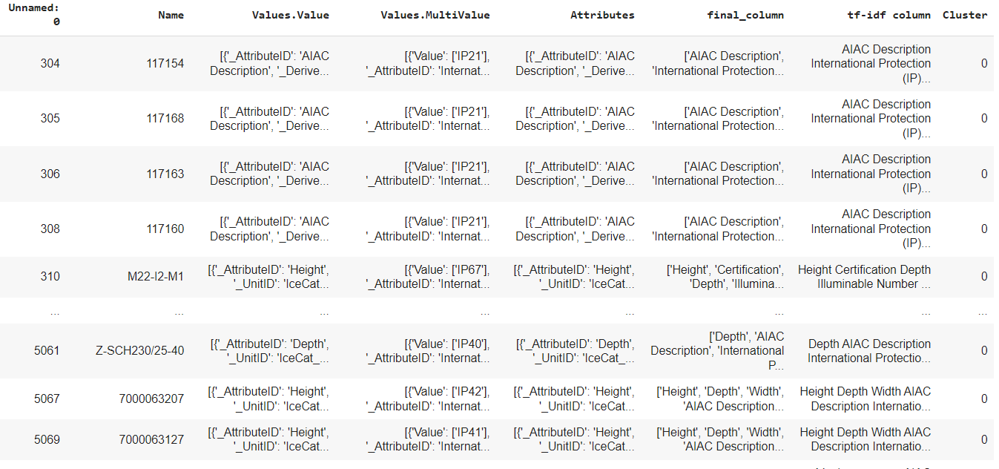 Unnamed: 0 Name Values.Value Values.MultiValue Attributes final_column tf-idf column Cluster
304 117154 [{'_AttributeID': 'AIAC Description', '_Derive... [{'Value': ['IP21'], '_AttributeID': 'Internat... [{'_AttributeID': 'AIAC Description', '_Derive... ['AIAC Description', 'International Protection... AIAC Description International Protection (IP)... 0
305 117168 [{'_AttributeID': 'AIAC Description', '_Derive... [{'Value': ['IP21'], '_AttributeID': 'Internat... [{'_AttributeID': 'AIAC Description', '_Derive... ['AIAC Description', 'International Protection... AIAC Description International Protection (IP)... 0
306 117163 [{'_AttributeID': 'AIAC Description', '_Derive... [{'Value': ['IP21'], '_AttributeID': 'Internat... [{'_AttributeID': 'AIAC Description', '_Derive... ['AIAC Description', 'International Protection... AIAC Description International Protection (IP)... 0
308 117160 [{'_AttributeID': 'AIAC Description', '_Derive... [{'Value': ['IP21'], '_AttributeID': 'Internat... [{'_AttributeID': 'AIAC Description', '_Derive... ['AIAC Description', 'International Protection... AIAC Description International Protection (IP)... 0
310 M22-I2-M1 [{'_AttributeID': 'Height', '_UnitID': 'IceCat... [{'Value': ['IP67'], '_AttributeID': 'Internat... [{'_AttributeID': 'Height', '_UnitID': 'IceCat... ['Height', 'Certification', 'Depth', 'Illumina... Height Certification Depth Illuminable Number ... 0
... ... ... ... ... ... ... ...
5061 Z-SCH230/25-40 [{'_AttributeID': 'Depth', '_UnitID': 'IceCat_... [{'Value': ['IP40'], '_AttributeID': 'Internat... [{'_AttributeID': 'Depth', '_UnitID': 'IceCat_... ['Depth', 'AIAC Description', 'International P... Depth AIAC Description International Protectio... 0
5067 7000063207 [{'_AttributeID': 'Height', '_UnitID': 'IceCat... [{'Value': ['IP42'], '_AttributeID': 'Internat... [{'_AttributeID': 'Height', '_UnitID': 'IceCat... ['Height', 'Depth', 'Width', 'AIAC Description... Height Depth Width AIAC Description Internatio... 0
5069 7000063127 [{'_AttributeID': 'Height', '_UnitID': 'IceCat... [{'Value': ['IP41'], '_AttributeID': 'Internat... [{'_AttributeID': 'Height', '_UnitID': 'IceCat... ['Height', 'Depth', 'Width', 'AIAC Description... Height Depth Width AIAC Description Internatio... 0